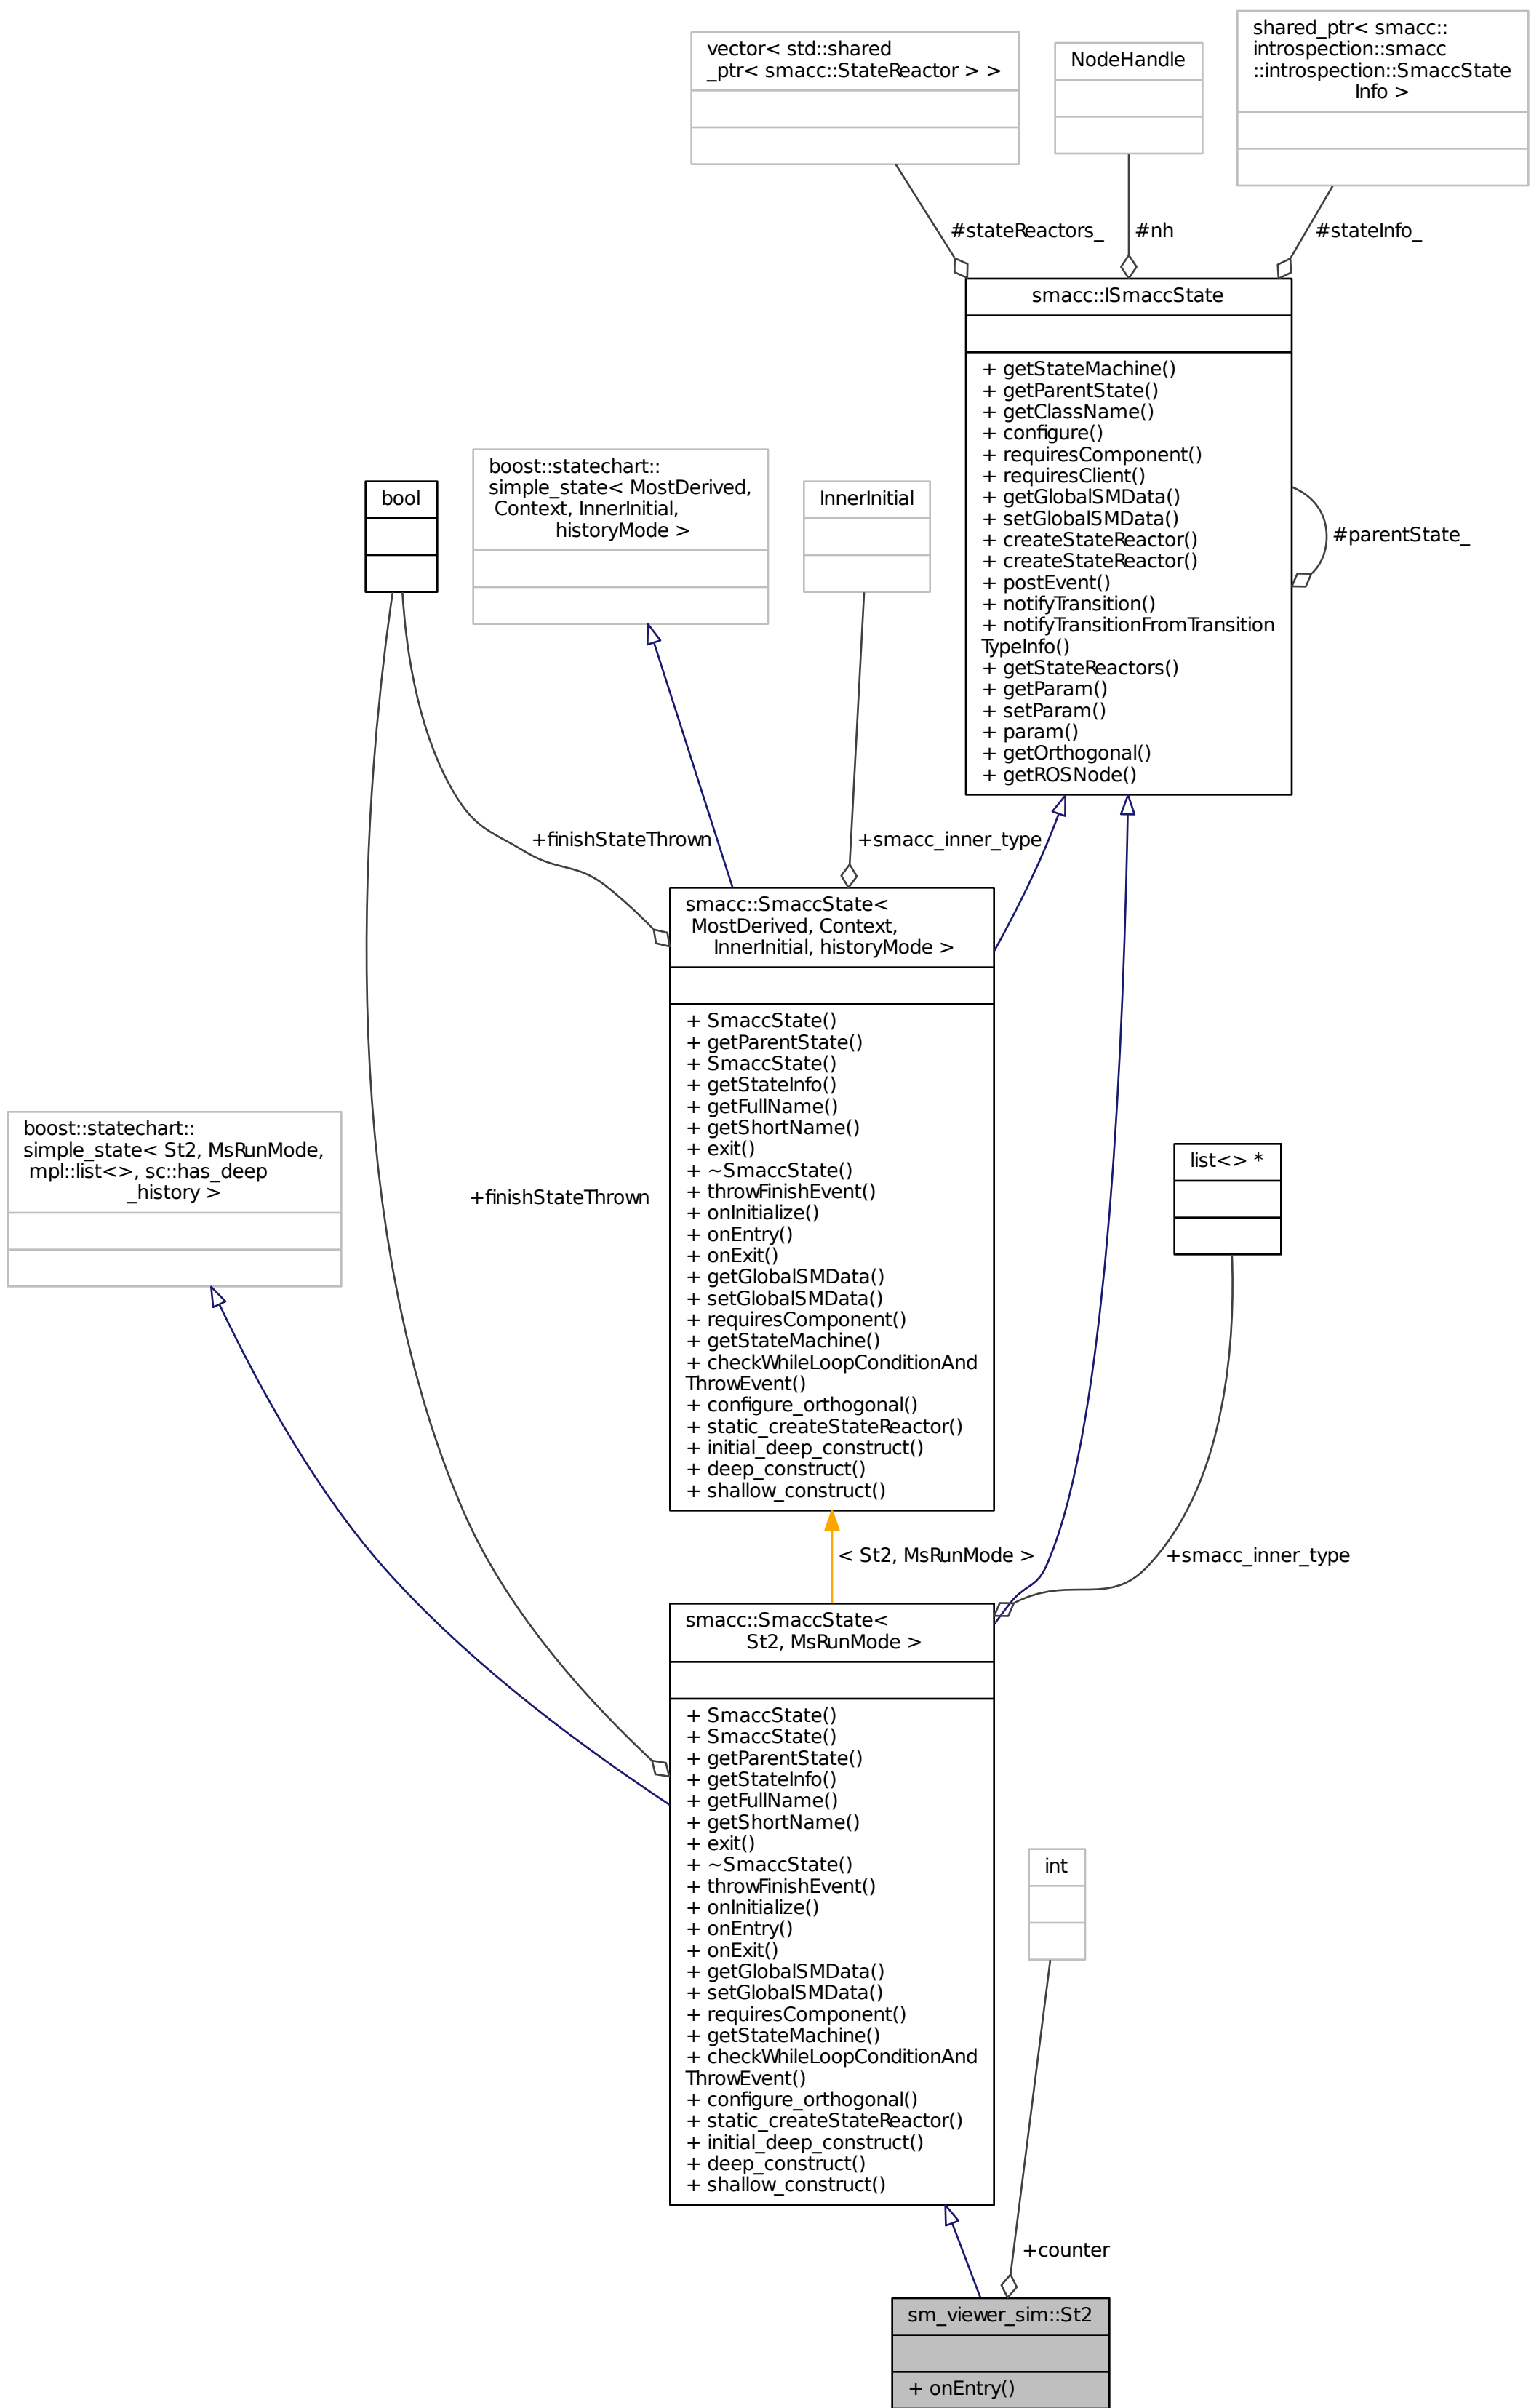 vector< std::shared
_ptr< smacc::StateReactor > >
NodeHandle
shared_ptr< smacc::
introspection::smacc
::introspection::SmaccState
Info >
#stateReactors_
#nh
#stateInfo_
smacc::ISmaccState
+ getStateMachine()
+ getParentState()
+ getClassName()
+ configure()
+ requiresComponent()
+ requiresClient()
+ getGlobalSMData()
+ setGlobalSMData()
+ createStateReactor()
+ createStateReactor()
+ postEvent()
+ notifyTransition()
+ notifyTransitionFromTransition
TypeInfo()
+ getStateReactors()
+ getParam()
+ setParam()
+ param()
+ getOrthogonal()
+ getROSNode()
#parentState_
bool
boost::statechart::
simple_state< MostDerived,
Context, InnerInitial,
historyMode >
InnerInitial
+finishStateThrown
+smacc_inner_type
smacc::SmaccState<
MostDerived, Context,
InnerInitial, historyMode >
+ SmaccState()
+ getParentState()
+ SmaccState()
+ getStateInfo()
+ getFullName()
+ getShortName()
+ exit()
+ ~SmaccState()
+ throwFinishEvent()
+ onInitialize()
+ onEntry()
+ onExit()
+ getGlobalSMData()
+ setGlobalSMData()
+ requiresComponent()
+ getStateMachine()
+ checkWhileLoopConditionAnd
ThrowEvent()
+ configure_orthogonal()
+ static_createStateReactor()
+ initial_deep_construct()
+ deep_construct()
+ shallow_construct()
boost::statechart::
simple_state< St2, MsRunMode,
mpl::list<>, sc::has_deep
_history >
+finishStateThrown
list<> *
< St2, MsRunMode >
+smacc_inner_type
smacc::SmaccState<
St2, MsRunMode >
+ SmaccState()
+ SmaccState()
+ getParentState()
+ getStateInfo()
+ getFullName()
+ getShortName()
+ exit()
+ ~SmaccState()
+ throwFinishEvent()
+ onInitialize()
+ onEntry()
+ onExit()
+ getGlobalSMData()
+ setGlobalSMData()
+ requiresComponent()
+ getStateMachine()
+ checkWhileLoopConditionAnd
ThrowEvent()
+ configure_orthogonal()
+ static_createStateReactor()
+ initial_deep_construct()
+ deep_construct()
+ shallow_construct()
int
+counter
sm_viewer_sim::St2
+ onEntry()